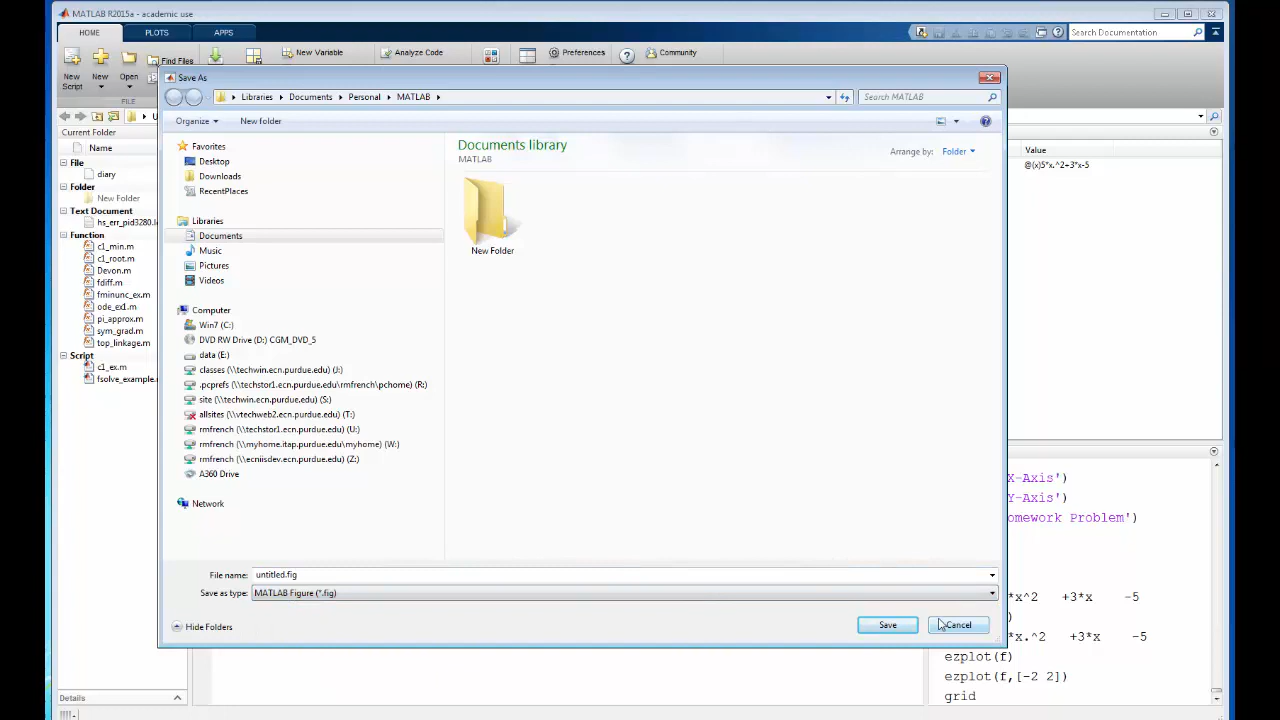 MATLAB R2015a - academic use
HOME PLOTS APPS
Search Documentation
New Script
New
Open
Find Files
New Variable
Analyze Code
Preferences
Community
FILE
Current Folder
Name
File
diary
Folder
New Folder
Text Document
hs_err_pid3280.l
Function
c1_min.m
c1_root.m
Devon.m
fdiff.m
fminunc_ex.m
ode_ex1.m
pi_approx.m
sym_grad.m
top_linkage.m
Script
c1_ex.m
fsolve_example.
Details
Save As
Libraries Documents Personal MATLAB
Search MATLAB
Organize
New folder
Favorites
Desktop
Downloads
RecentPlaces
Libraries
Documents
Music
Pictures
Videos
Computer
Win7 (C:)
DVD RW Drive (D:) CGM_DVD_5
data (E:)
classes (\\techwin.ecn.purdue.edu) (J:)
.pcprefs (\\techstor1.ecn.purdue.edu\rmfrench\pchome) (R:)
site (\\techwin.ecn.purdue.edu) (S:)
allsites (\\vtechweb2.ecn.purdue.edu) (T:)
rmfrench (\\techstor1.ecn.purdue.edu) (U:)
rmfrench (\\myhome.itap.purdue.edu\myhome) (W:)
rmfrench (\\ecniisdev.ecn.purdue.edu) (Z:)
A360 Drive
Network
Documents library
MATLAB
Arrange by: Folder
New Folder
File name: untitled.fig
Save as type: MATLAB Figure (*.fig)
Hide Folders
Save
Cancel
Value
@(x)5*x.^2+3*x-5
X-Axis')
Y-Axis')
omework Problem')
*x^2 +3*x -5
)
*x.^2 +3*x -5
ezplot(f)
ezplot(f,[-2 2])
grid